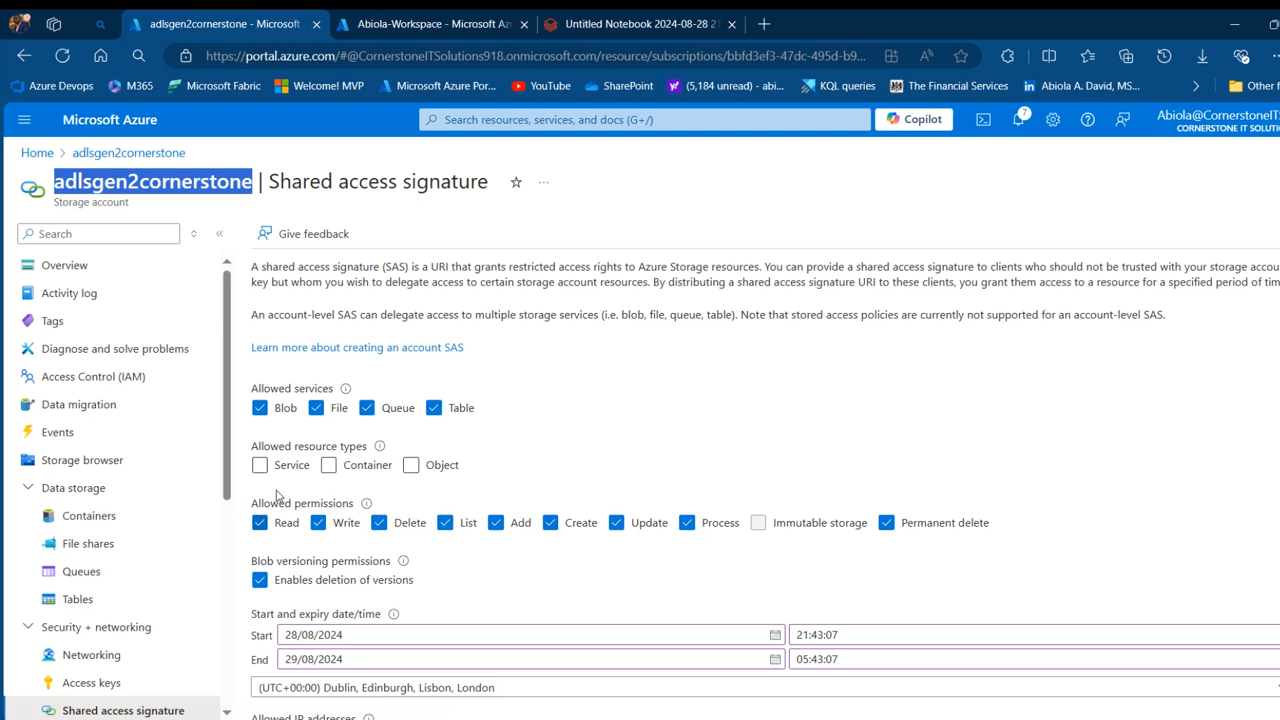 adlsgen2cornerstone - Microsoft
Abiola-Workspace - Microsoft Az
Untitled Notebook 2024-08-28 21
https://portal.azure.com/#@CornerstoneITSolutions918.onmicrosoft.com/resource/subscriptions/bbfd3ef3-47dc-495d-b9...
Azure Devops
M365
Microsoft Fabric
Welcome! MVP
Microsoft Azure Por...
YouTube
SharePoint
(5,184 unread) - abi...
KQL queries
The Financial Services
Abiola A. David, MS...
Other f
Microsoft Azure
Search resources, services, and docs (G+/)
Copilot
7
Abiola@CornerstoneITS
CORNERSTONE IT SOLUTION
Home > adlsgen2cornerstone
adlsgen2cornerstone | Shared access signature
Storage account
Search
Give feedback
Overview
Activity log
Tags
Diagnose and solve problems
Access Control (IAM)
Data migration
Events
Storage browser
Data storage
Containers
File shares
Queues
Tables
Security + networking
Networking
Access keys
Shared access signature
A shared access signature (SAS) is a URI that grants restricted access rights to Azure Storage resources. You can provide a shared access signature to clients who should not be trusted with your storage accou
key but whom you wish to delegate access to certain storage account resources. By distributing a shared access signature URI to these clients, you grant them access to a resource for a specified period of tim
An account-level SAS can delegate access to multiple storage services (i.e. blob, file, queue, table). Note that stored access policies are currently not supported for an account-level SAS.
Learn more about creating an account SAS
Allowed services
Blob File Queue Table
Allowed resource types
Service Container Object
Allowed permissions
Read Write Delete List Add Create Update Process Immutable storage Permanent delete
Blob versioning permissions
Enables deletion of versions
Start and expiry date/time
Start 28/08/2024 21:43:07
End 29/08/2024 05:43:07
(UTC+00:00) Dublin, Edinburgh, Lisbon, London
Allowed IP addresses